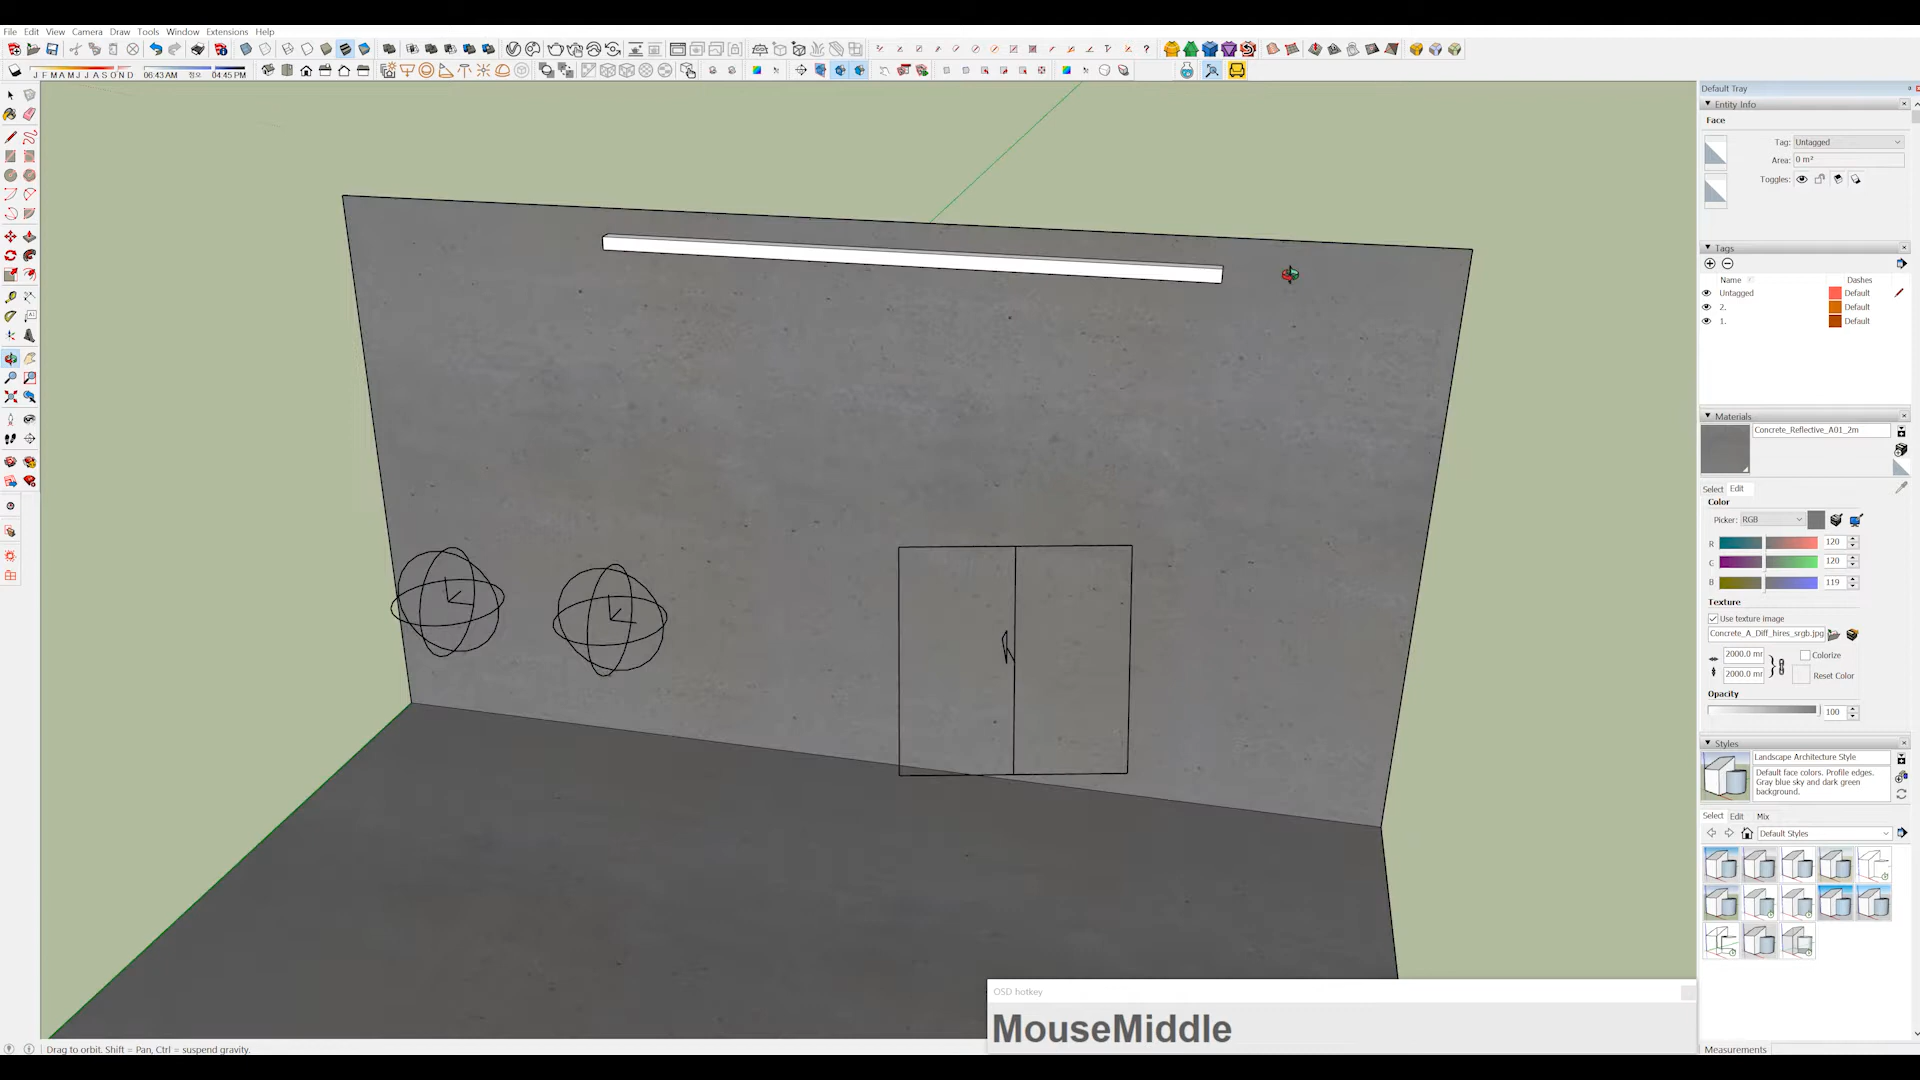 File Edit View Camera Draw Tools Window Extensions Help
J F M A M J J A S O N D 06:43 AM 정오 04:45 PM
Default Tray
Entity Info
Face
Tag: Untagged
Area: 0 m²
Toggles:
Tags
Name Dashes
Untagged Default
2. Default
1. Default
Materials
Concrete_Reflective_A01_2m
Select Edit
Color
Picker: RGB
R 120
G 120
B 119
Texture
Use texture image
Concrete_A_Diff_hires_srgb.jpg
2000.0 mr Colorize
2000.0 mr Reset Color
Opacity
100
Styles
Landscape Architecture Style
Default face colors. Profile edges.
Gray blue sky and dark green
background.
Select Edit Mix
Default Styles
OSD hotkey
MouseMiddle
Drag to orbit. Shift = Pan, Ctrl = suspend gravity.
Measurements